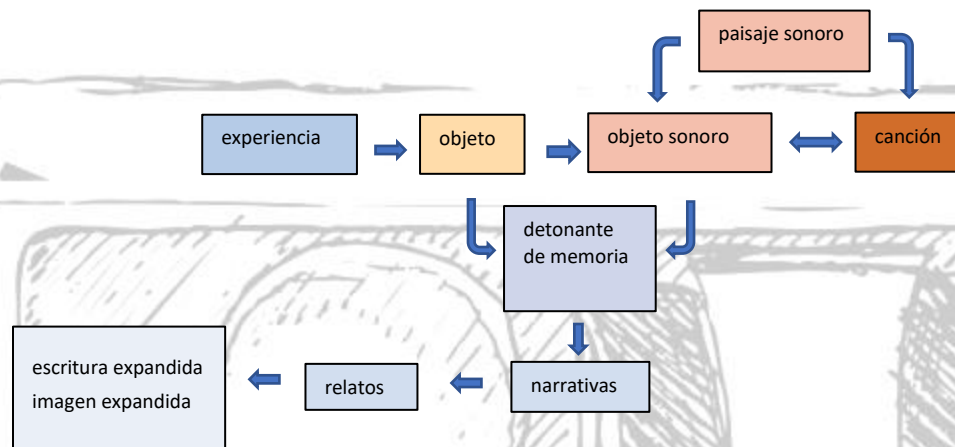 paisaje sonoro
experiencia
objeto
objeto sonoro
canción
detonante
de memoria
escritura expandida
imagen expandida
relatos
narrativas